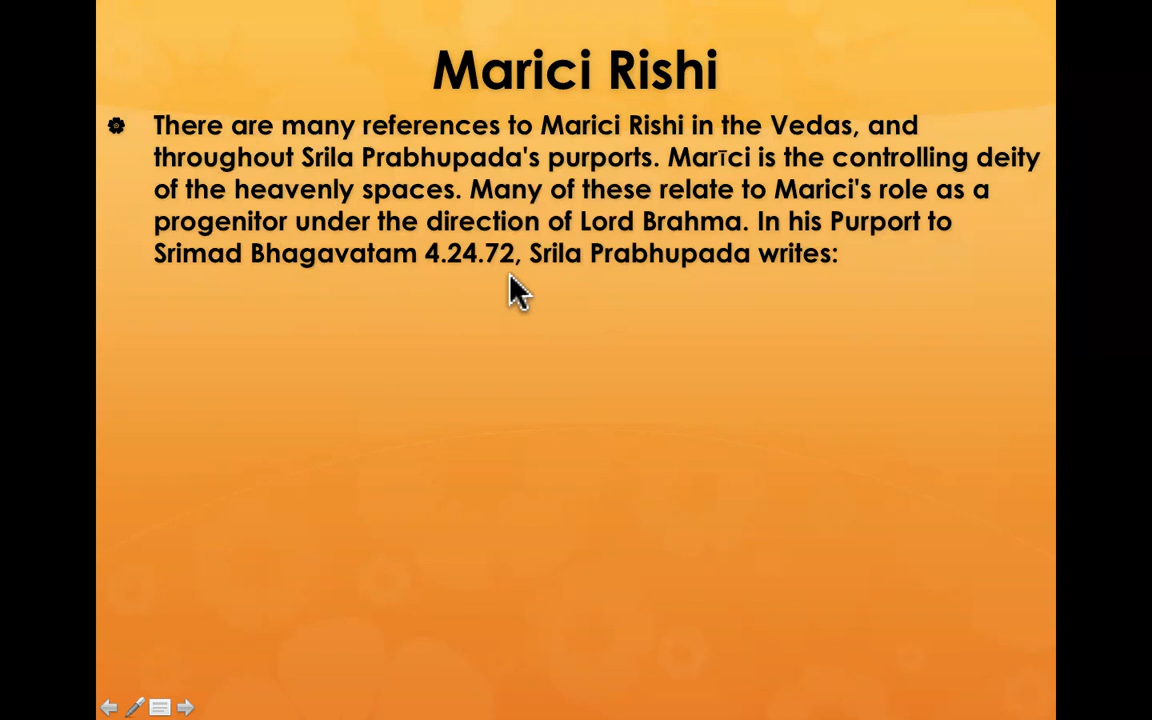 Marici Rishi
There are many references to Marici Rishi in the Vedas, and
throughout Srila Prabhupada's purports. Marīci is the controlling deity
of the heavenly spaces. Many of these relate to Marici's role as a
progenitor under the direction of Lord Brahma. In his Purport to
Srimad Bhagavatam 4.24.72, Srila Prabhupada writes: